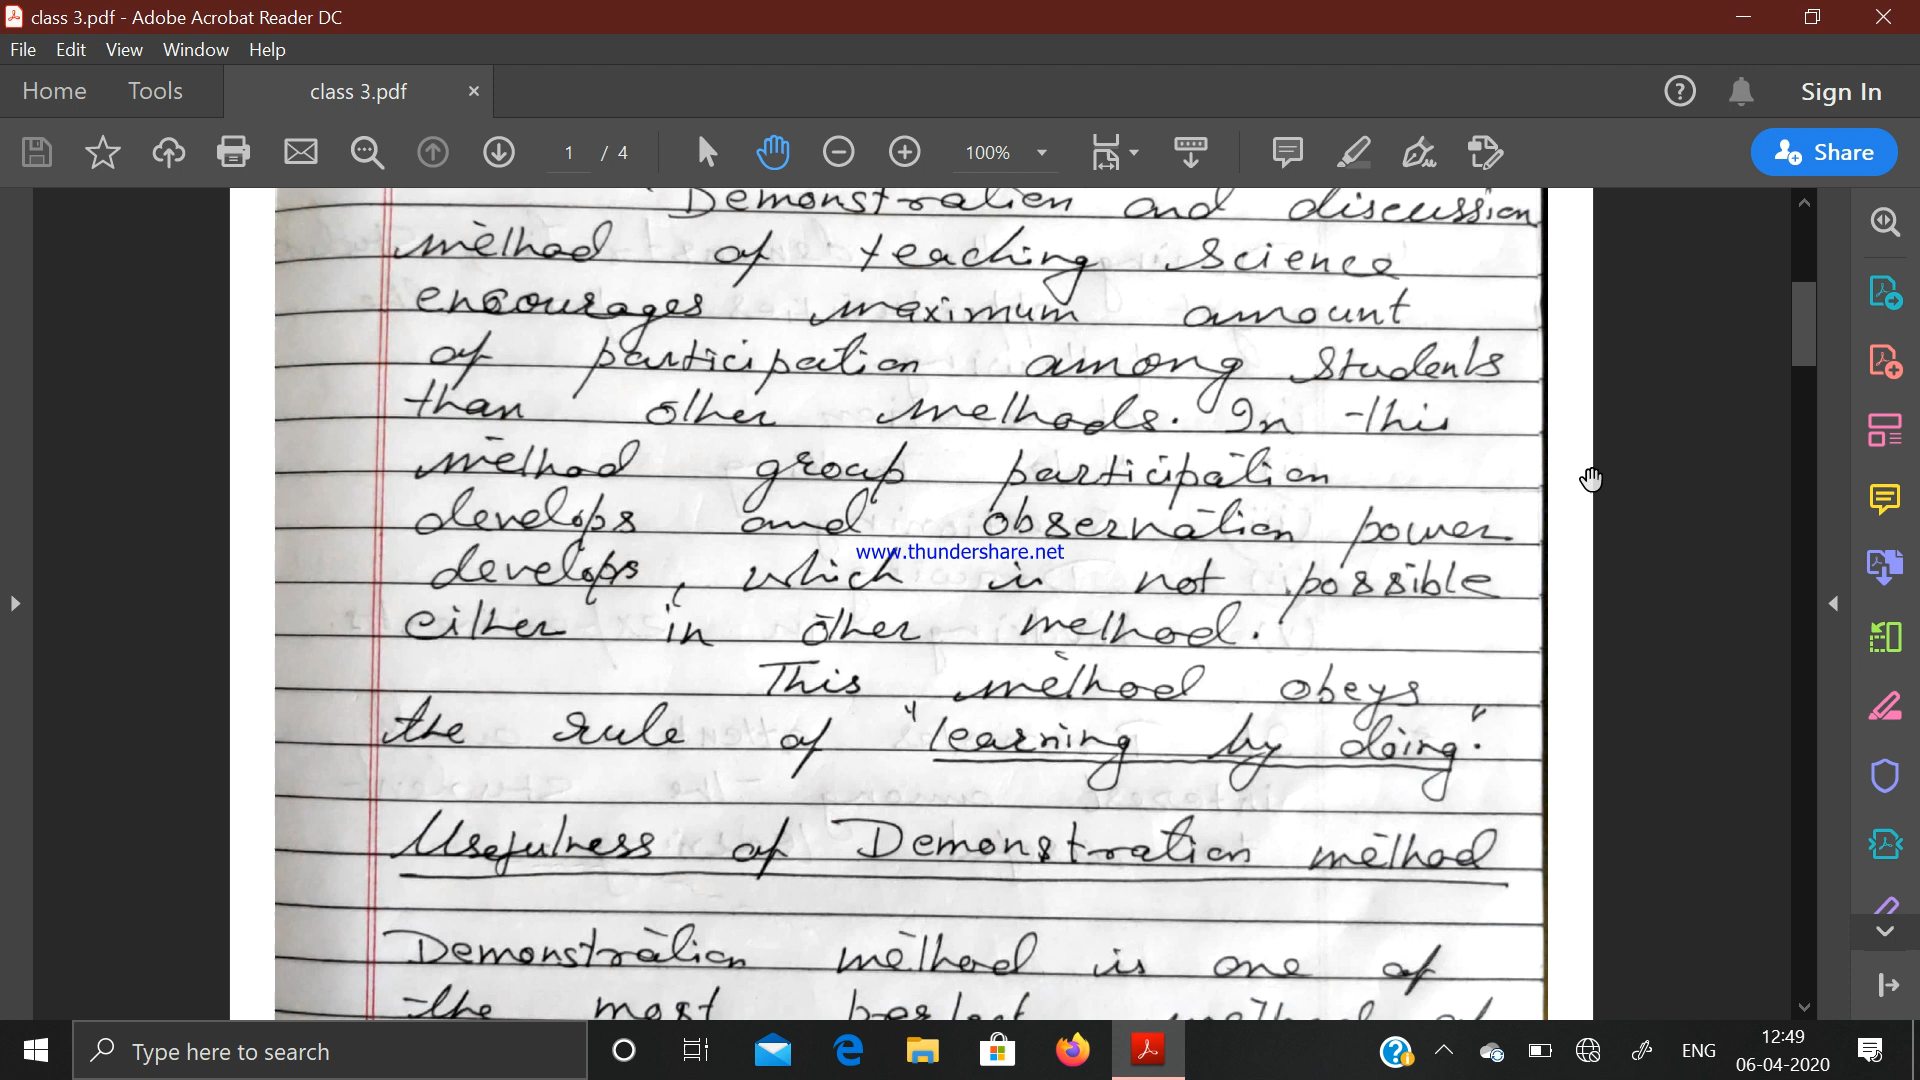 class 3.pdf - Adobe Acrobat Reader DC
File Edit View Window Help
Home Tools class 3.pdf × Sign In
1 / 4 100% Share
Demonstration and discussion
method of teaching Science
encourages maximum amount
of participation among students
than other methods. In this
method group participation
develops and observation power
www.thundershare.net
develops, which is not possible
either in other method.
This method obeys
the rule of "learning by doing".
Usefulness of Demonstration method
Demonstration method is one of
the most
Type here to search
ENG
12:49
06-04-2020